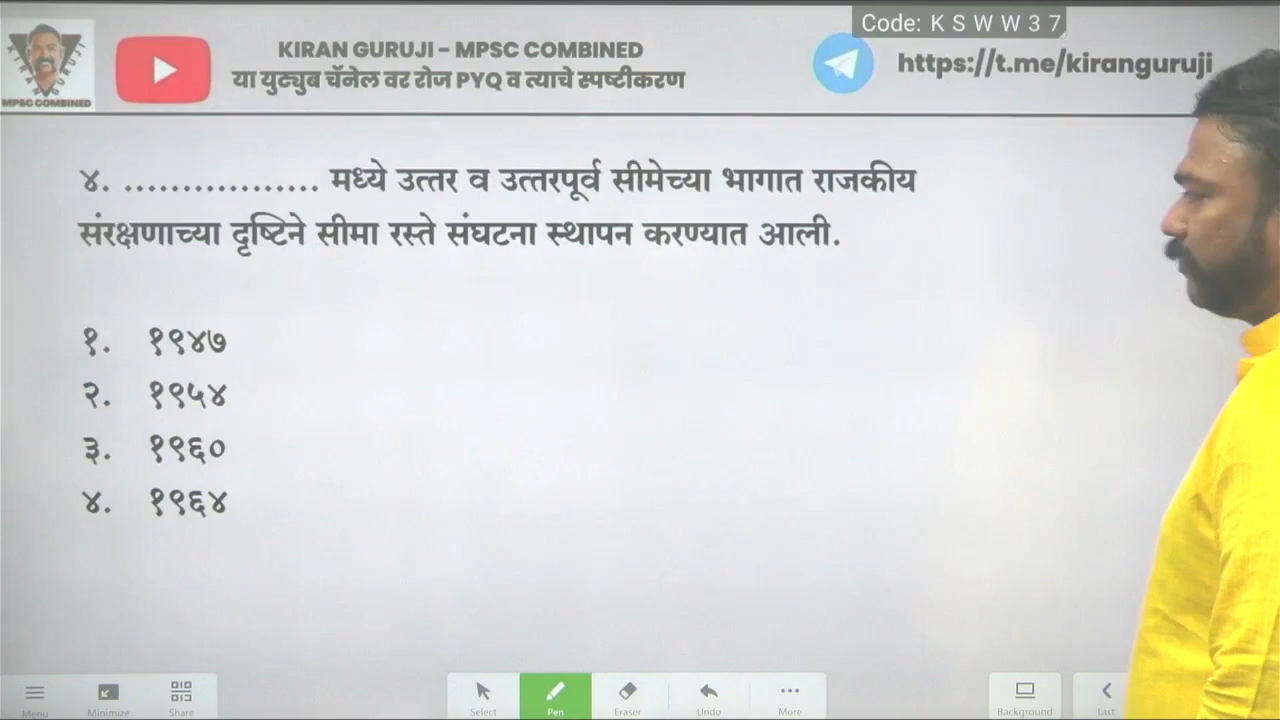 Code: K S W W 3 7
KIRAN GURUJI - MPSC COMBINED
या युट्युब चॅनेल वर रोज PYQ व त्याचे स्पष्टीकरण
https://t.me/kiranguruji
KIRAN GURUJI
MPSC COMBINED
४. ................. मध्ये उत्तर व उत्तरपूर्व सीमेच्या भागात राजकीय
संरक्षणाच्या दृष्टिने सीमा रस्ते संघटना स्थापन करण्यात आली.
१. १९४७
२. १९५४
३. १९६०
४. १९६४
Menu
Minimize
Share
Select
Pen
Eraser
Undo
More
Background
Last